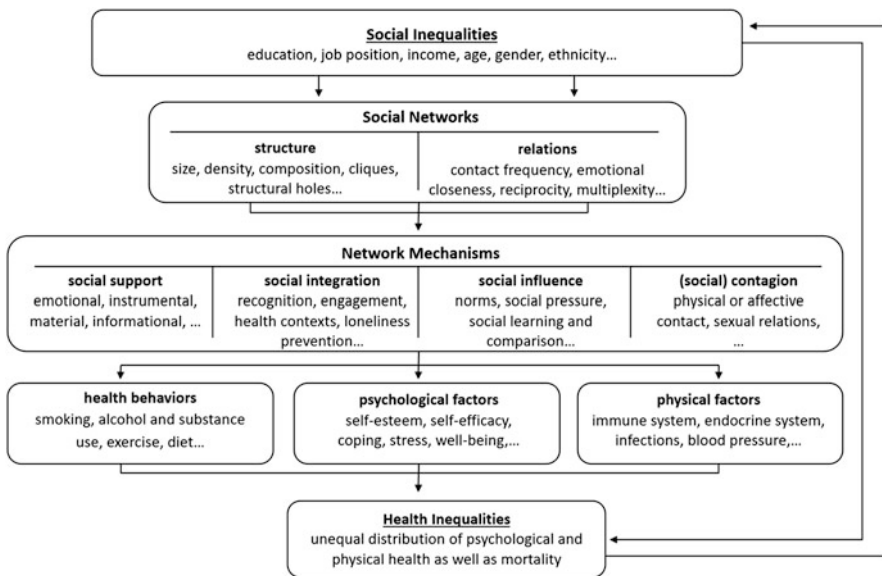 Social Inequalities
education, job position, income, age, gender, ethnicity...
Social Networks
structure
size, density, composition, cliques,
structural holes...
relations
contact frequency, emotional
closeness, reciprocity, multiplexity...
Network Mechanisms
social support
emotional, instrumental,
material, informational, ...
social integration
recognition, engagement,
health contexts, loneliness
prevention...
social influence
norms, social pressure,
social learning and
comparison...
(social) contagion
physical or affective
contact, sexual relations,
...
health behaviors
smoking, alcohol and substance
use, exercise, diet...
psychological factors
self-esteem, self-efficacy,
coping, stress, well-being,...
physical factors
immune system, endocrine system,
infections, blood pressure,...
Health Inequalities
unequal distribution of psychological and
physical health as well as mortality